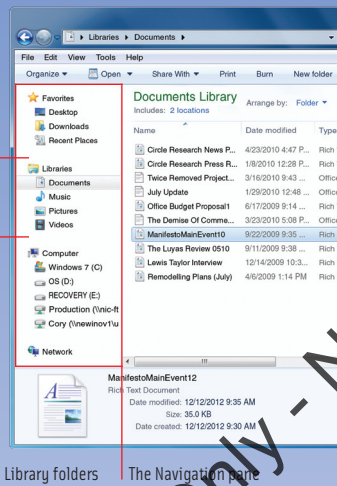 Libraries Documents
File Edit View Tools Help
Organize Open Share With Print Burn New folder
Favorites
Desktop
Downloads
Recent Places
Libraries
Documents
Music
Pictures
Videos
Computer
Windows 7 (C)
OS (D:)
RECOVERY (E:)
Production (\\nic-ft
Cory (\\newinov1\u
Network
Documents Library
Includes: 2 locations
Arrange by: Folder
Name Date modified Type
Circle Research News P... 4/23/2010 4:47 P... Rich
Circle Research Press R... 1/8/2010 12:28 P... Rich
Twice Removed Project... 3/16/2010 9:43 ... Office
July Update 1/29/2010 12:48 ... Office
Office Budget Proposal1 6/17/2009 9:14 ... Rich
The Demise Of Comme... 3/23/2010 5:08 P... Office
ManifestoMainEvent10 9/22/2009 9:35 ... Rich
The Luyas Review 0510 9/11/2009 9:38 ... Rich
Lewis Taylor Interview 12/14/2009 10:3... Rich
Remodelling Plans (July) 4/6/2009 1:14 PM Rich
ManifestoMainEvent12
Rich Text Document
Date modified: 12/12/2012 9:35 AM
Size: 35.0 KB
Date created: 12/12/2012 9:30 AM
Library folders The Navigation pane
only - N